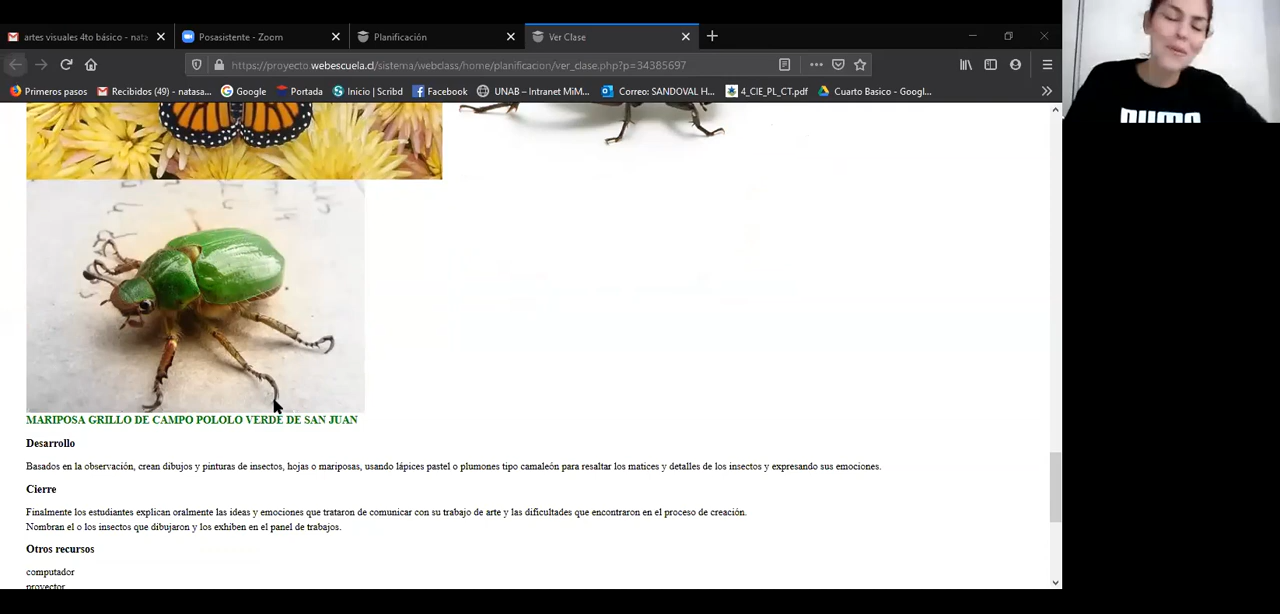 artes visuales 4to básico - nata
Posasistente - Zoom
Planificación
Ver Clase
https://proyecto.webescuela.cl/sistema/webclass/home/planificacion/ver_clase.php?p=34385697
Primeros pasos
Recibidos (49) - natasa...
Google
Portada
Inicio | Scribd
Facebook
UNAB – Intranet MiM...
Correo: SANDOVAL H...
4_CIE_PL_CT.pdf
Cuarto Basico - Googl...
PUMA
MARIPOSA GRILLO DE CAMPO POLOLO VERDE DE SAN JUAN
Desarrollo
Basados en la observación, crean dibujos y pinturas de insectos, hojas o mariposas, usando lápices pastel o plumones tipo camaleón para resaltar los matices y detalles de los insectos y expresando sus emociones.
Cierre
Finalmente los estudiantes explican oralmente las ideas y emociones que trataron de comunicar con su trabajo de arte y las dificultades que encontraron en el proceso de creación.
Nombran el o los insectos que dibujaron y los exhiben en el panel de trabajos.
Otros recursos
computador
proyector